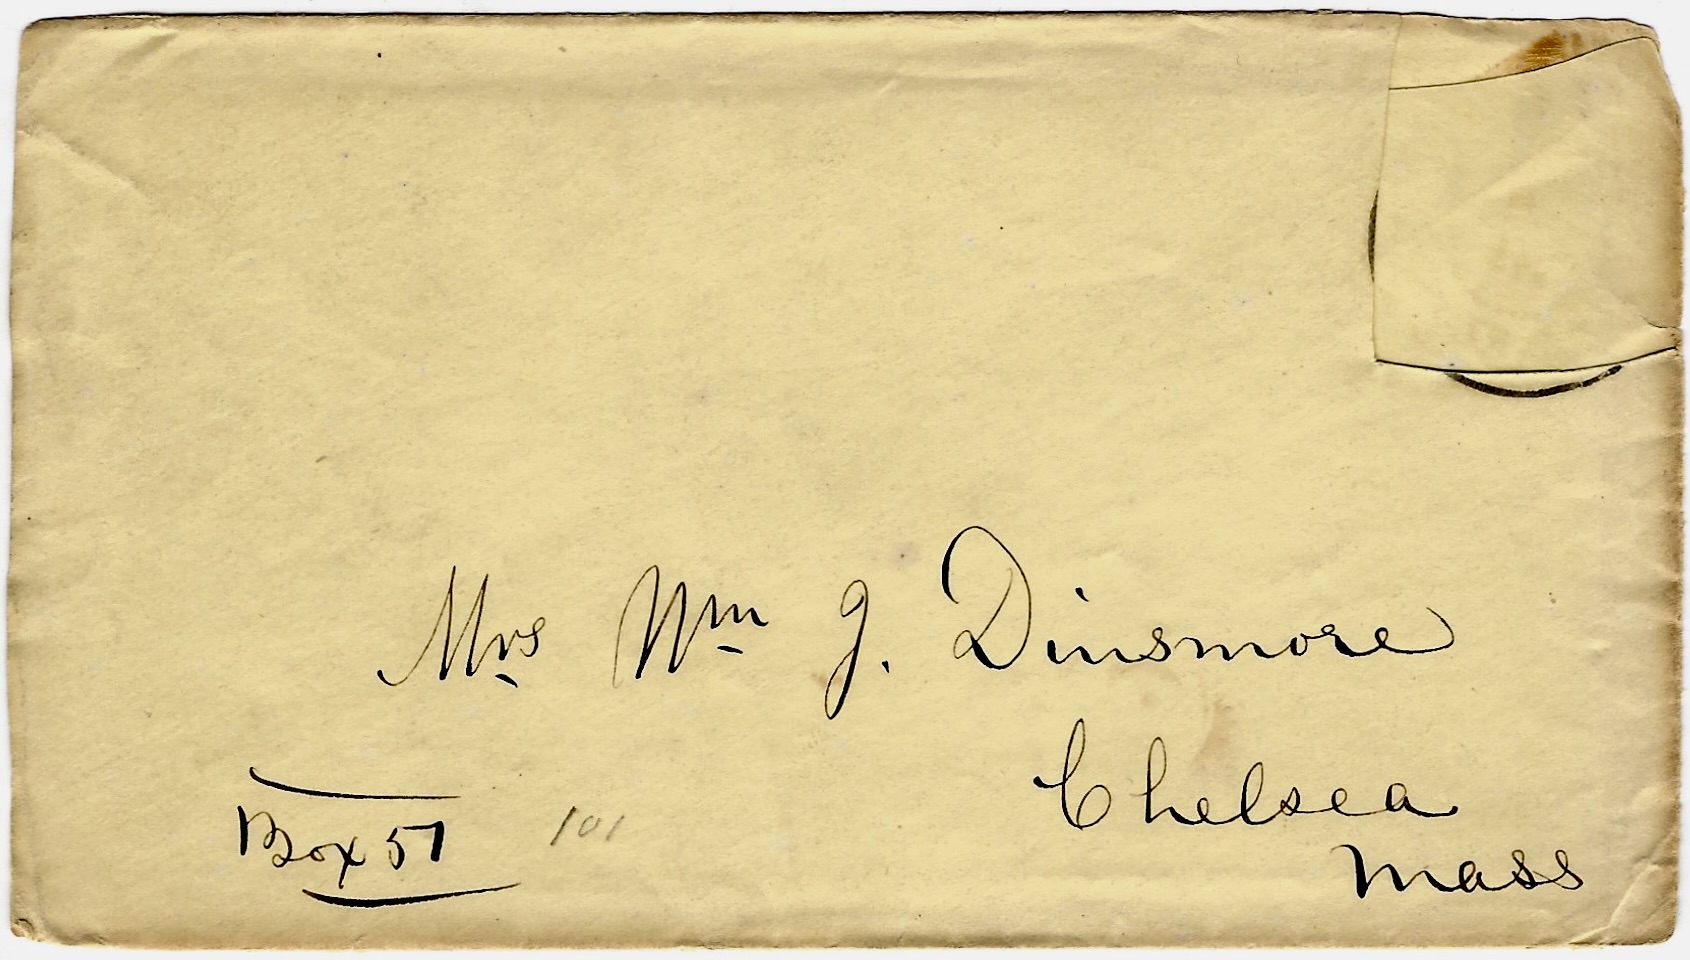 Mrs Wm J. Dinsmore
Chelsea
Mass
Box 57
101